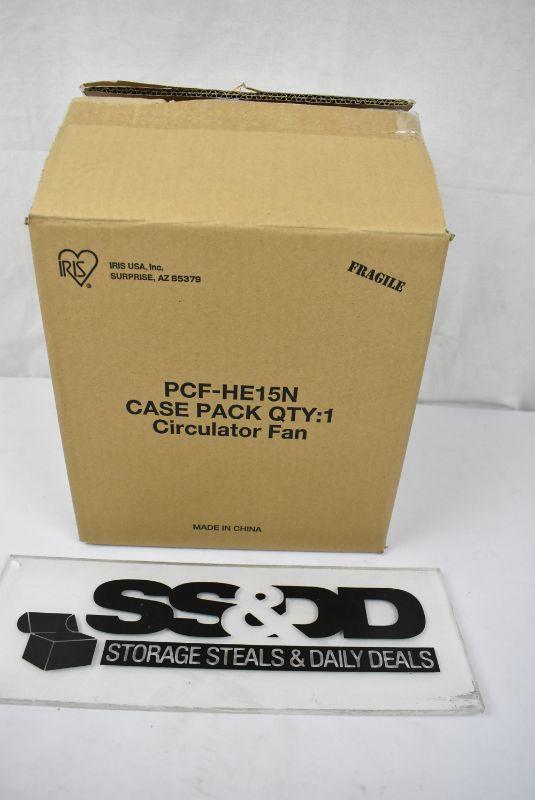 IRIS®
IRIS USA, Inc.
SURPRISE, AZ 85379
FRAGILE
PCF-HE15N
CASE PACK QTY:1
Circulator Fan
MADE IN CHINA
SS&DD
STORAGE STEALS & DAILY DEALS